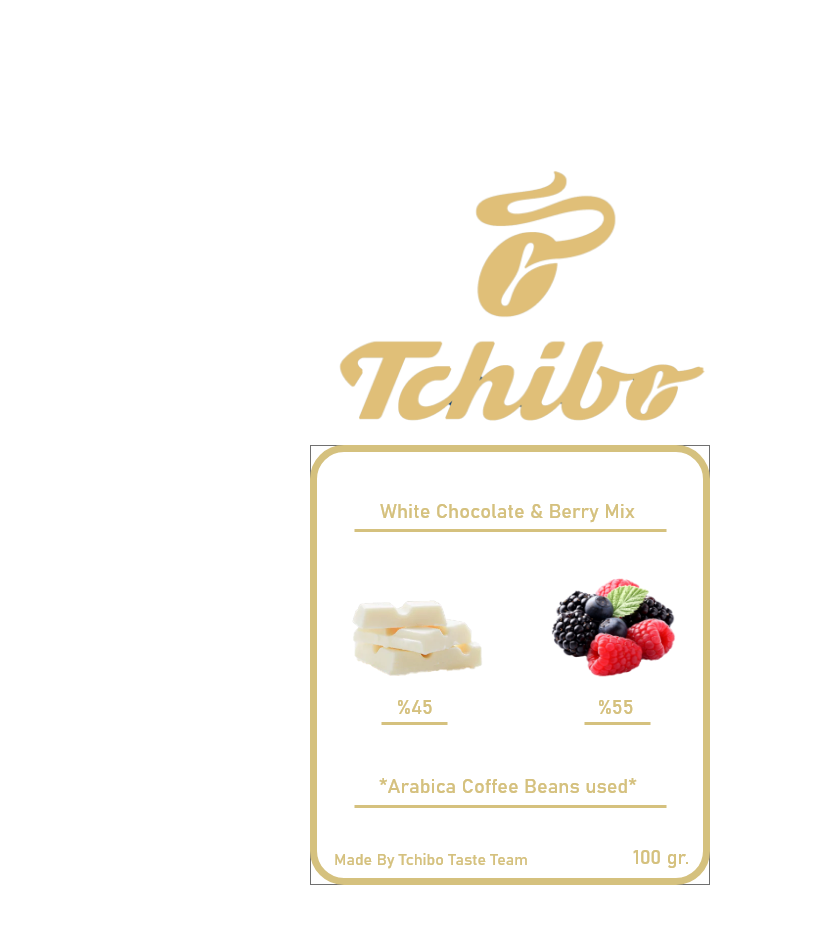 Tchibo
White Chocolate & Berry Mix
%45
%55
*Arabica Coffee Beans used*
Made By Tchibo Taste Team
100 gr.